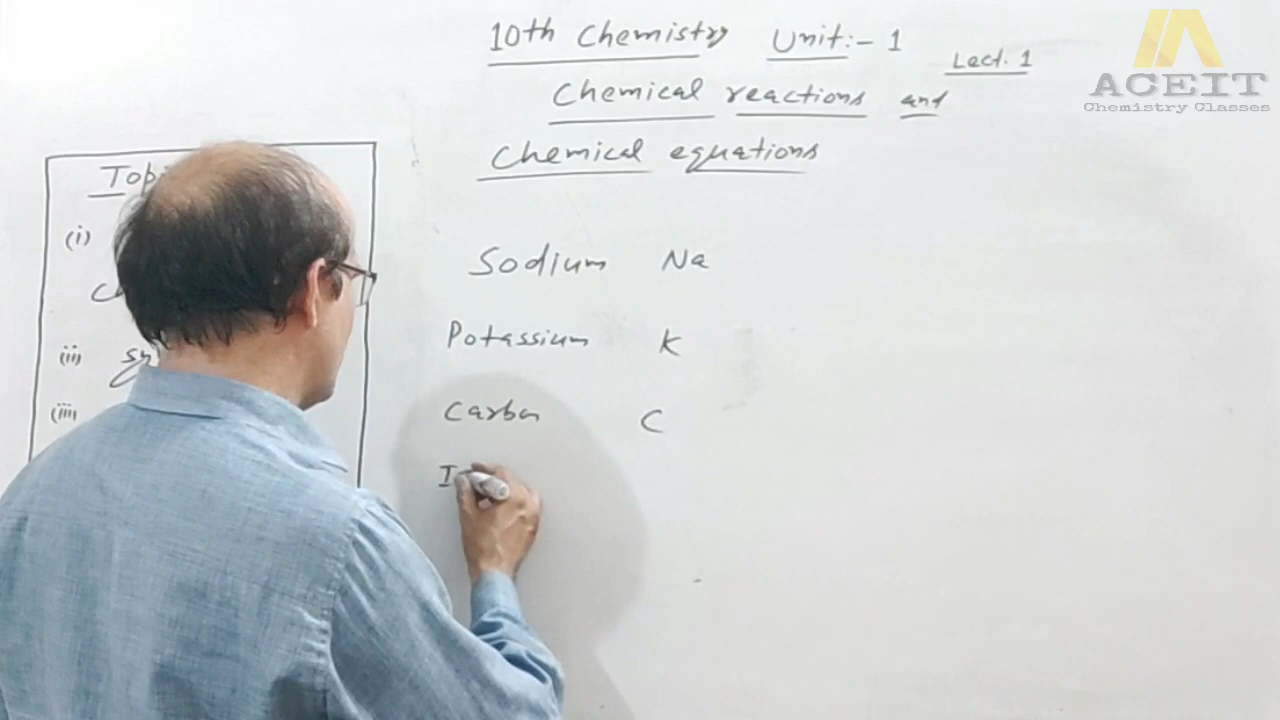 10th Chemistry Unit:- 1
Lect. 1
Chemical reactions and
Chemical equations
ACEIT
Chemistry Classes
(i)
(ii)
(iii)
Sodium Na
Potassium K
Carbon C